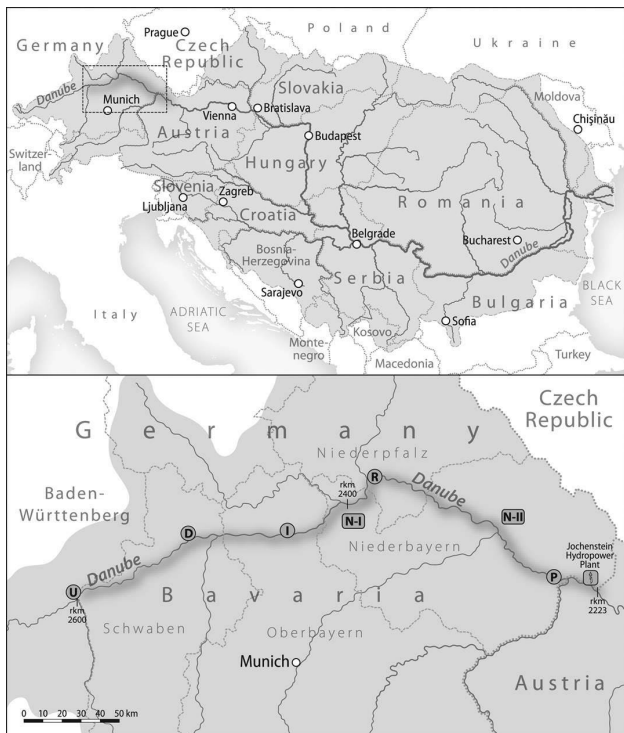 Prague
Poland
Germany
Czech
Republic
Ukraine
Slovakia
Danube
Munich
Vienna
Bratislava
Moldova
Chişinău
Austria
Budapest
Switzer-
land
Hungary
Slovenia
Ljubljana
Zagreb
Croatia
Romania
Belgrade
Bucharest
Danube
Bosnia-
Herzegovina
Serbia
Sarajevo
Bulgaria
BLACK
SEA
Italy
ADRIATIC
SEA
Monte-
negro
Kosovo
Sofia
Macedonia
Turkey
Czech
Republic
Germany
Niederpfalz
Baden-
Württenberg
R
rkm
2400
Danube
N-I
N-II
D
I
Niederbayern
Jochenstein
Hydropower
Plant
Danube
U
rkm
2600
P
rkm
2223
Bavaria
Schwaben
Oberbayern
Munich
Austria
0 10 20 30 40 50 km